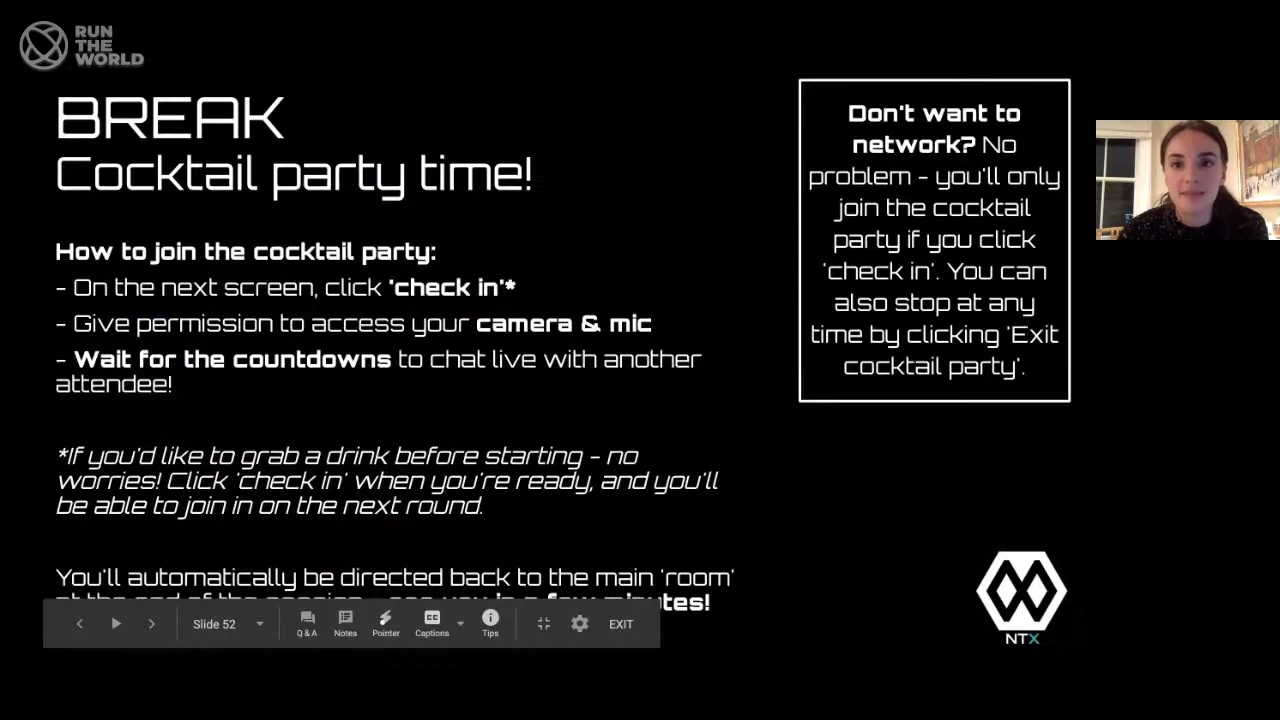 RUN
THE
WORLD
BREAK
Cocktail party time!
How to join the cocktail party:
- On the next screen, click 'check in'*
- Give permission to access your camera & mic
- Wait for the countdowns to chat live with another
attendee!
*If you'd like to grab a drink before starting - no
worries! Click 'check in' when you're ready, and you'll
be able to join in on the next round.
You'll automatically be directed back to the main 'room'
minutes!
Don't want to
network? No
problem - you'll only
join the cocktail
party if you click
'check in'. You can
also stop at any
time by clicking 'Exit
cocktail party'.
Slide 52
Q & A
Notes
Pointer
CC
Captions
Tips
EXIT
NTX